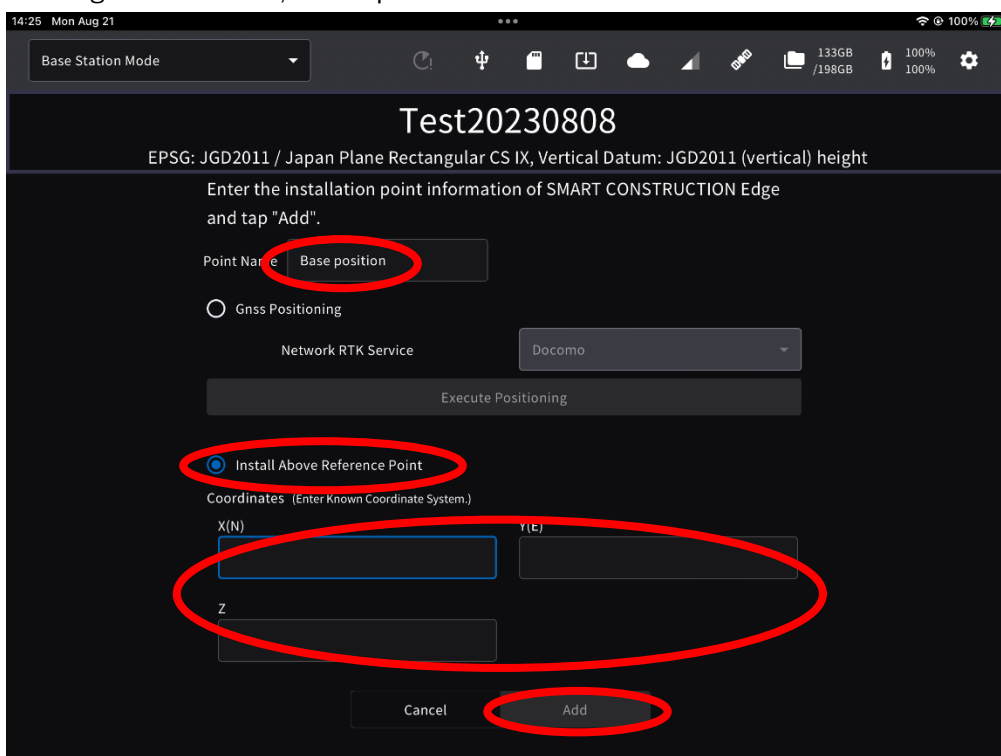 14:25 Mon Aug 21
100%
Base Station Mode
133GB
/198GB
100%
100%
Test20230808
EPSG: JGD2011 / Japan Plane Rectangular CS IX, Vertical Datum: JGD2011 (vertical) height
Enter the installation point information of SMART CONSTRUCTION Edge
and tap "Add".
Point Name Base position
Gnss Positioning
Network RTK Service Docomo
Execute Positioning
Install Above Reference Point
Coordinates (Enter Known Coordinate System.)
X(N) Y(E)
Z
Cancel Add